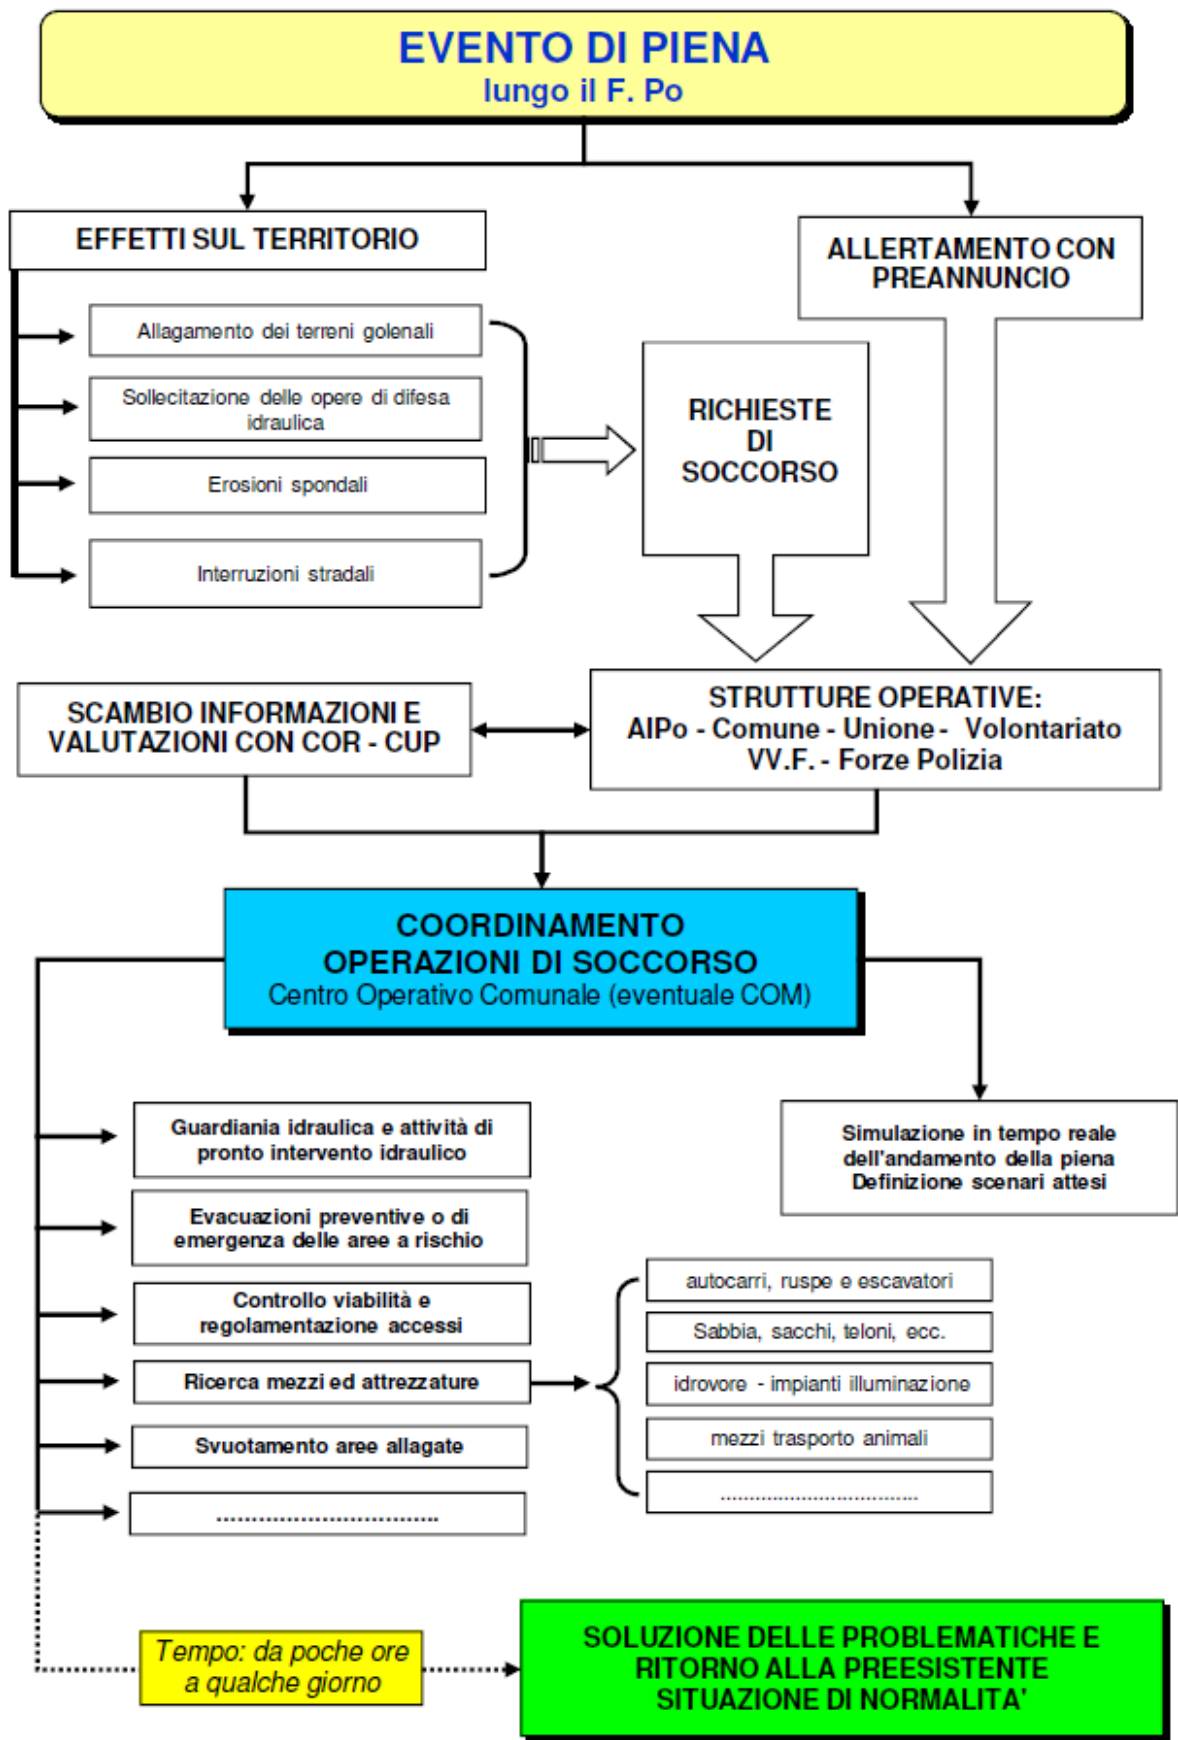 EVENTO DI PIENA
lungo il F. Po
EFFETTI SUL TERRITORIO
ALLERTAMENTO CON
PREANNUNCIO
Allagamento dei terreni golenali
Sollecitazione delle opere di difesa
idraulica
Erosioni spondali
Interruzioni stradali
RICHIESTE
DI
SOCCORSO
SCAMBIO INFORMAZIONI E
VALUTAZIONI CON COR - CUP
STRUTTURE OPERATIVE:
AIPo - Comune - Unione - Volontariato
VV.F. - Forze Polizia
COORDINAMENTO
OPERAZIONI DI SOCCORSO
Centro Operativo Comunale (eventuale COM)
Guardiania idraulica e attività di
pronto intervento idraulico
Evacuazioni preventive o di
emergenza delle aree a rischio
Controllo viabilità e
regolamentazione accessi
Ricerca mezzi ed attrezzature
Svuotamento aree allagate
................................
Simulazione in tempo reale
dell'andamento della piena
Definizione scenari attesi
autocarri, ruspe e escavatori
Sabbia, sacchi, teloni, ecc.
idrovore - impianti illuminazione
mezzi trasporto animali
..................................
Tempo: da poche ore
a qualche giorno
SOLUZIONE DELLE PROBLEMATICHE E
RITORNO ALLA PREESISTENTE
SITUAZIONE DI NORMALITA'